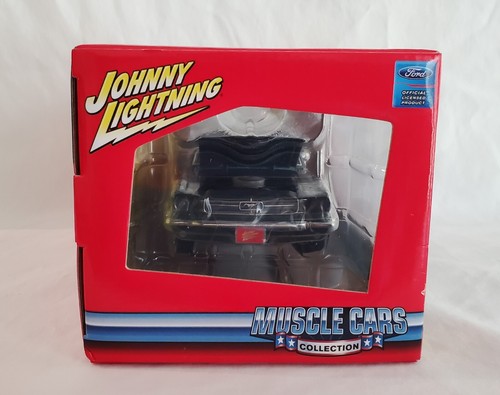 JOHNNY
LIGHTNING
Ford
OFFICIAL
LICENSED
PRODUCT
MUSCLE CARS
COLLECTION